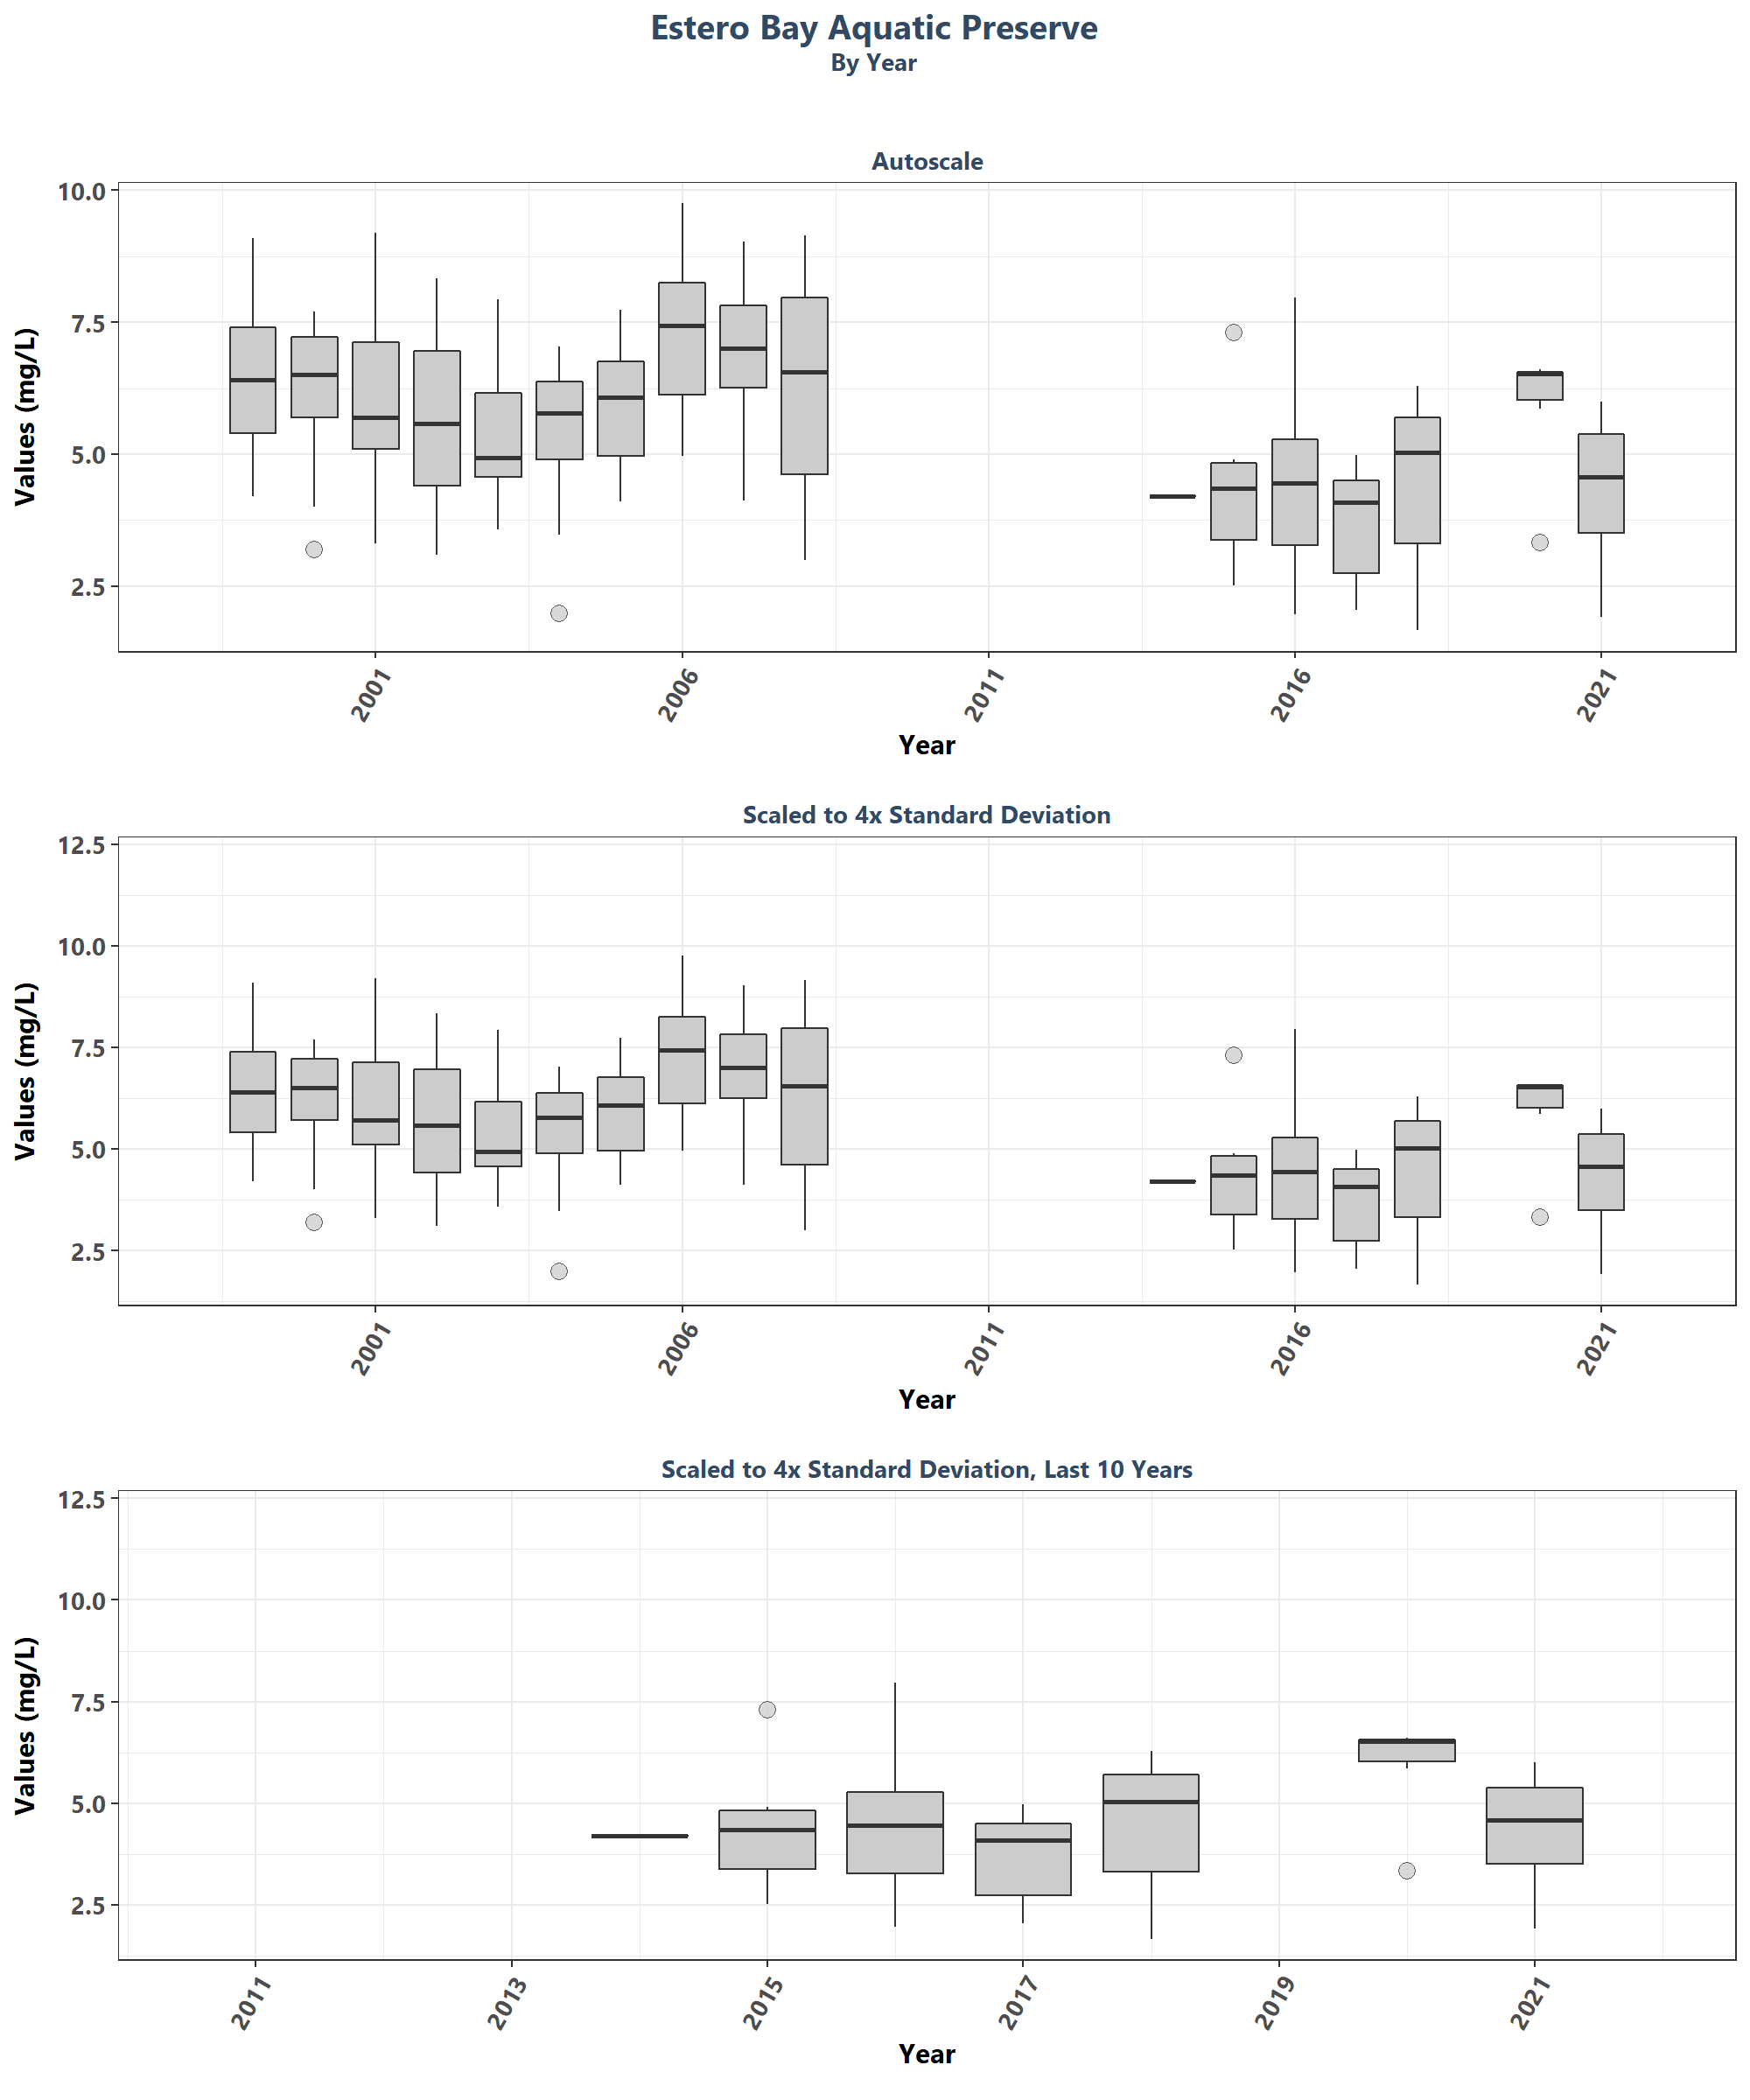 Estero Bay Aquatic Preserve
By Year
Autoscale
Values (mg/L)
10.0
7.5
5.0
2.5
2001
2006
2011
2016
2021
Year
Scaled to 4x Standard Deviation
Values (mg/L)
12.5
10.0
7.5
5.0
2.5
2001
2006
2011
2016
2021
Year
Scaled to 4x Standard Deviation, Last 10 Years
Values (mg/L)
12.5
10.0
7.5
5.0
2.5
2011
2013
2015
2017
2019
2021
Year